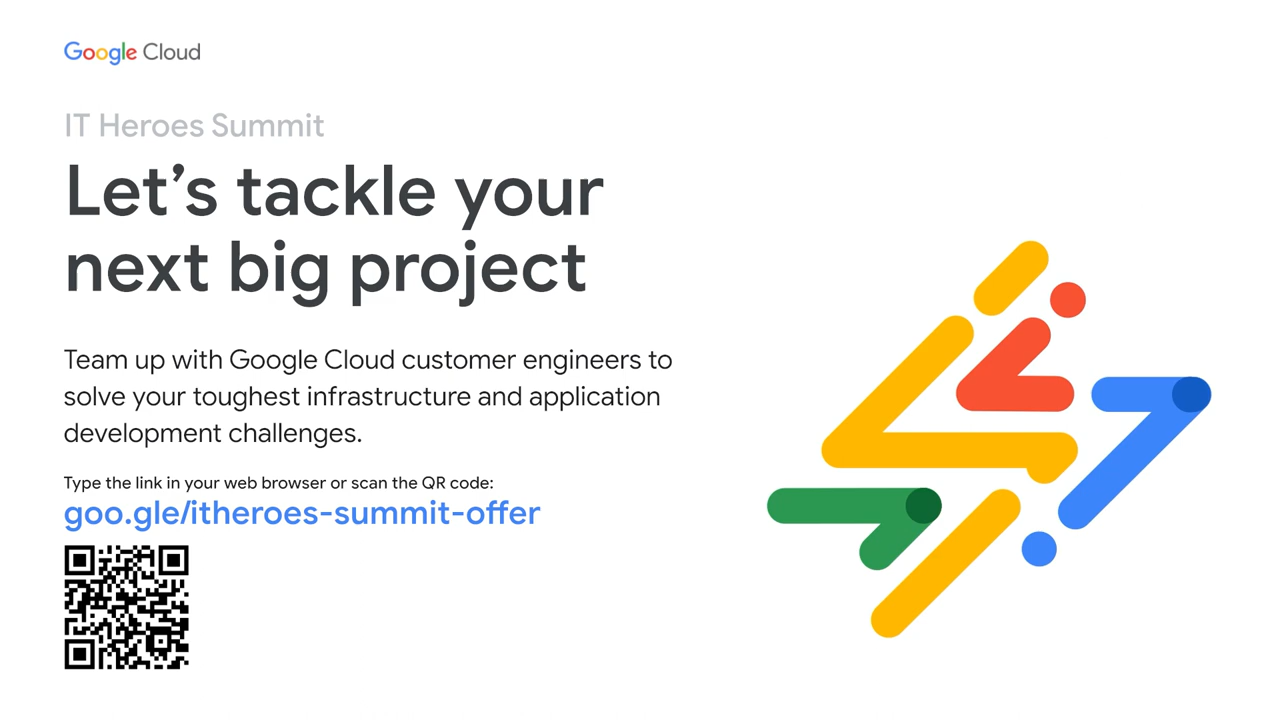 Google Cloud
IT Heroes Summit
Let’s tackle your
next big project
Team up with Google Cloud customer engineers to
solve your toughest infrastructure and application
development challenges.
Type the link in your web browser or scan the QR code:
goo.gle/itheroes-summit-offer